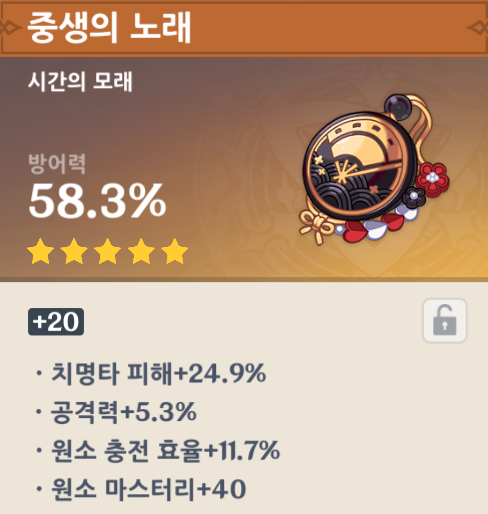 중생의 노래
시간의 모래
방어력
58.3%
+20
· 치명타 피해+24.9%
· 공격력+5.3%
· 원소 충전 효율+11.7%
· 원소 마스터리+40